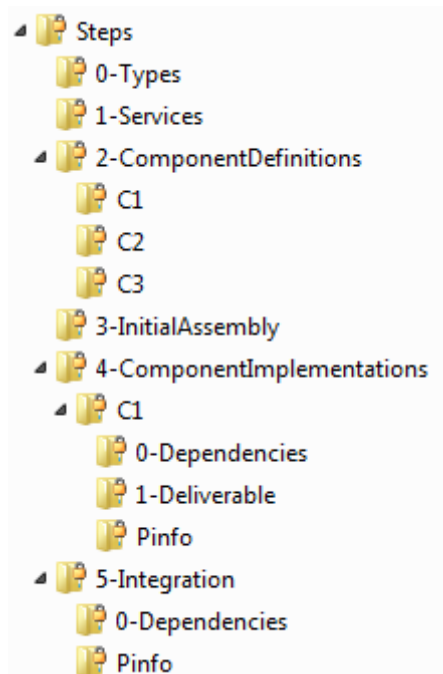 Steps
0-Types
1-Services
2-ComponentDefinitions
C1
C2
C3
3-InitialAssembly
4-ComponentImplementations
C1
0-Dependencies
1-Deliverable
Pinfo
5-Integration
0-Dependencies
Pinfo